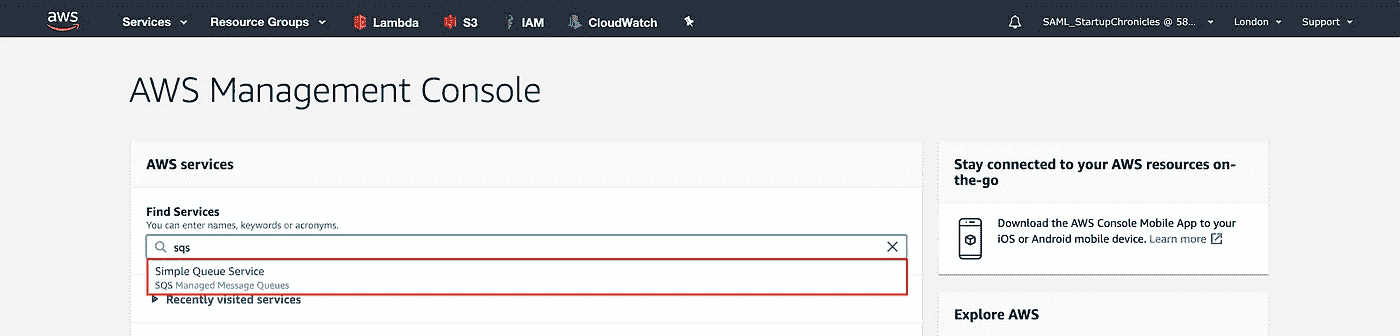 aws Services Resource Groups Lambda S3 IAM CloudWatch SAML_StartupChronicles @ 58... London Support
AWS Management Console
AWS services
Find Services
You can enter names, keywords or acronyms.
sqs
Simple Queue Service
SQS Managed Message Queues
Recently visited services
Stay connected to your AWS resources on-
the-go
Download the AWS Console Mobile App to your
iOS or Android mobile device. Learn more
Explore AWS